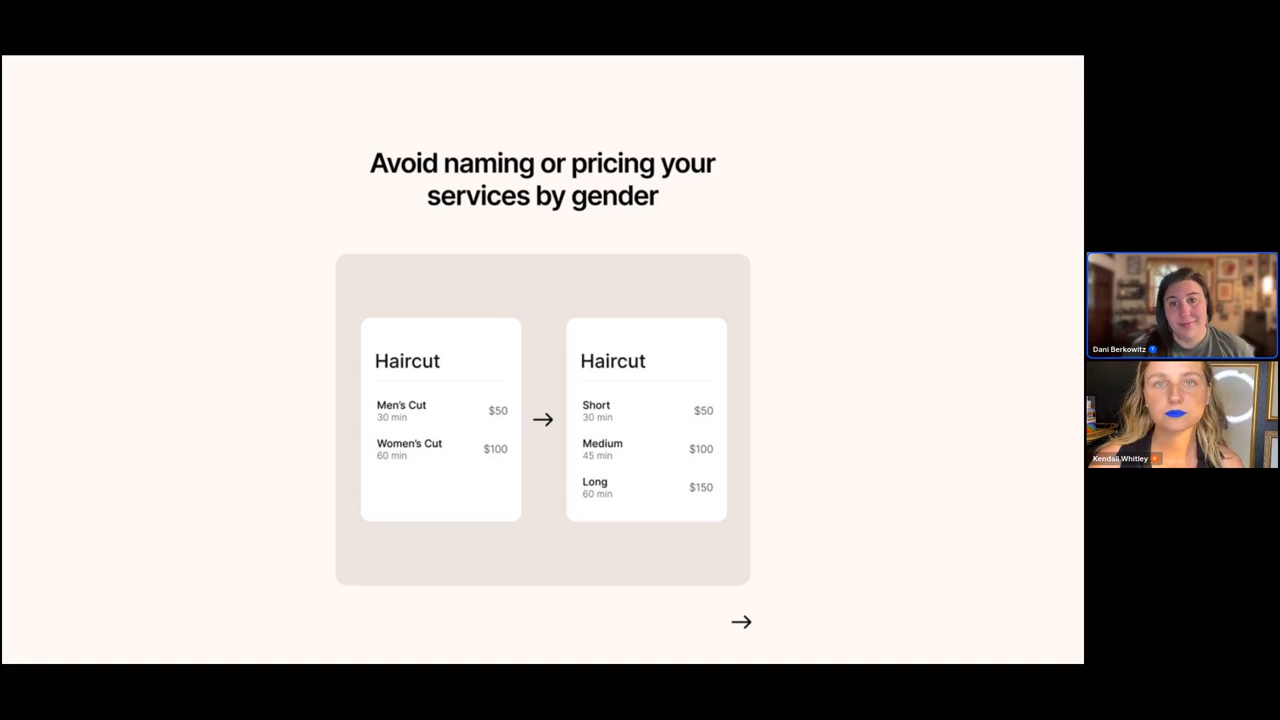 Avoid naming or pricing your
services by gender
Haircut
Men's Cut $50
30 min
Women's Cut $100
60 min
Haircut
Short $50
30 min
Medium $100
45 min
Long $150
60 min
Dani Berkowitz
Kendall Whitley